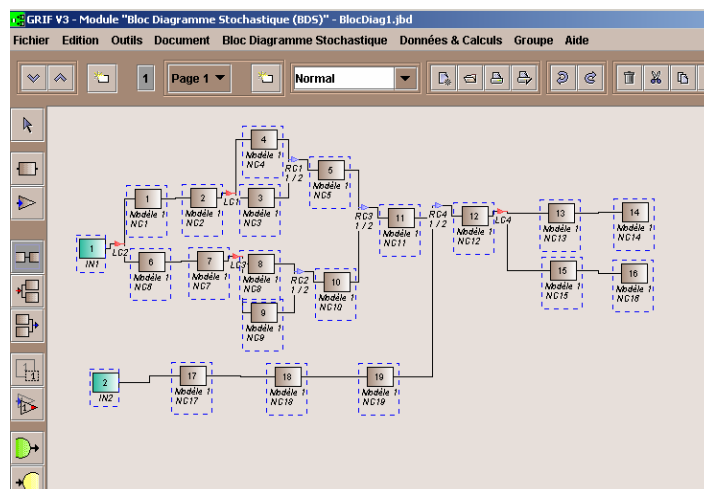 GRIF V3 - Module "Bloc Diagramme Stochastique (BDS)" - BlocDiag1.jbd
Fichier Edition Outils Document Bloc Diagramme Stochastique Données & Calculs Groupe Aide
1 Page 1 Normal
4
Modèle 1
NC4
RC1
1 / 2
5
Modèle 1
NC5
1
Modèle 1
NC1
2
Modèle 1
NC2
LC1
3
Modèle 1
NC3
RC3
1 / 2
11
Modèle 1
NC11
RC4
1 / 2
12
Modèle 1
NC12
LC4
13
Modèle 1
NC13
14
Modèle 1
NC14
1
IN1
LC2
6
Modèle 1
NC6
7
Modèle 1
NC7
LC3
8
Modèle 1
NC8
RC2
1 / 2
10
Modèle 1
NC10
9
Modèle 1
NC9
15
Modèle 1
NC15
16
Modèle 1
NC16
2
IN2
17
Modèle 1
NC17
18
Modèle 1
NC18
19
Modèle 1
NC19